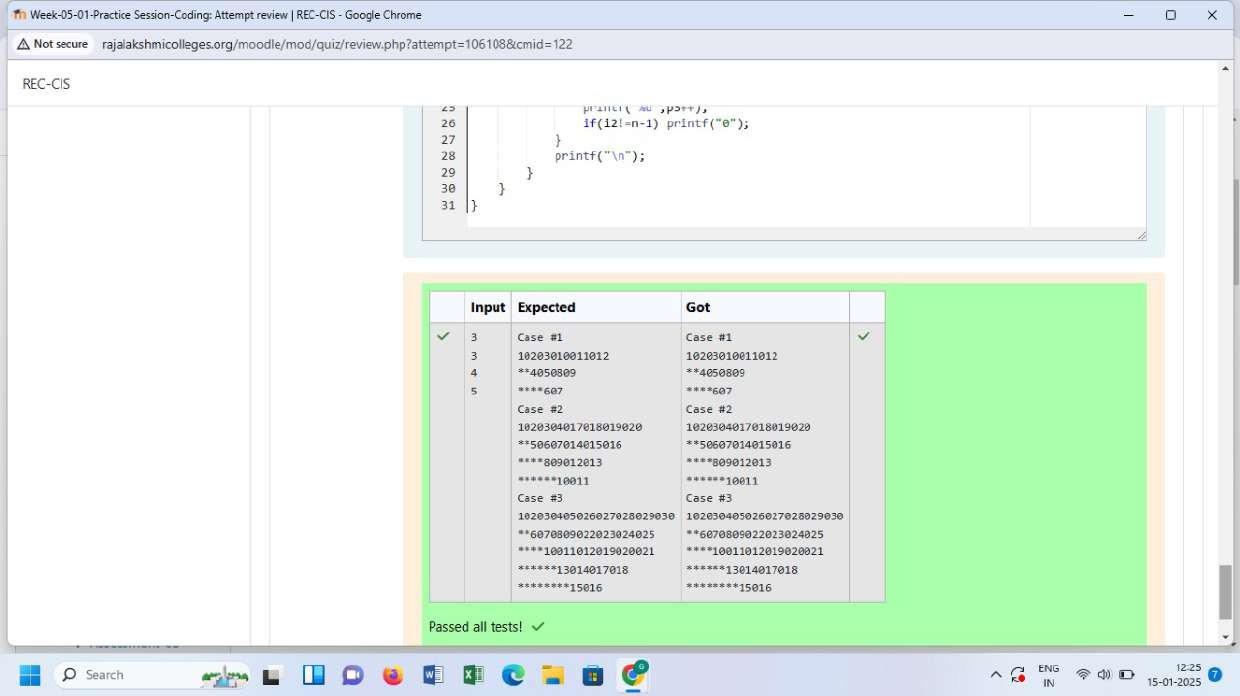 Week-05-01-Practice Session-Coding: Attempt review | REC-CIS - Google Chrome
Not secure rajalakshmicolleges.org/moodle/mod/quiz/review.php?attempt=106108&cmid=122
REC-CIS
25 printf("%d",p3++);
26 if(i2!=n-1) printf("0");
27 }
28 printf("\n");
29 }
30 }
31 }
Input Expected Got
3 Case #1 Case #1
3 10203010011012 10203010011012
4 **4050809 **4050809
5 ****607 ****607
Case #2 Case #2
1020304017018019020 1020304017018019020
**50607014015016 **50607014015016
****809012013 ****809012013
******10011 ******10011
Case #3 Case #3
102030405026027028029030 102030405026027028029030
**6070809022023024025 **6070809022023024025
****10011012019020021 ****10011012019020021
******13014017018 ******13014017018
********15016 ********15016
Passed all tests!
Search
ENG
IN
12:25
15-01-2025
7